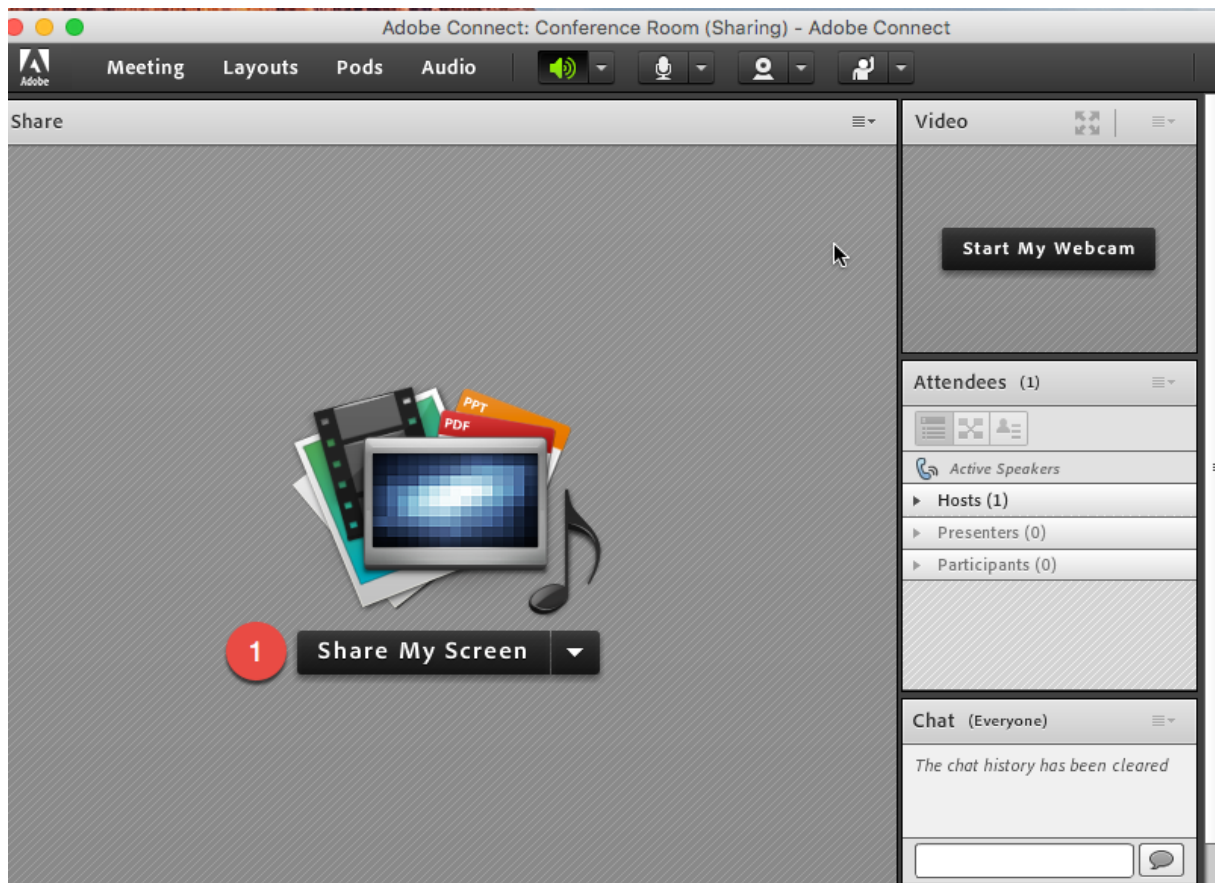 Adobe Connect: Conference Room (Sharing) - Adobe Connect
Adobe
Meeting Layouts Pods Audio
Share
PPT
PDF
1 Share My Screen
Video
Start My Webcam
Attendees (1)
Active Speakers
Hosts (1)
Presenters (0)
Participants (0)
Chat (Everyone)
The chat history has been cleared